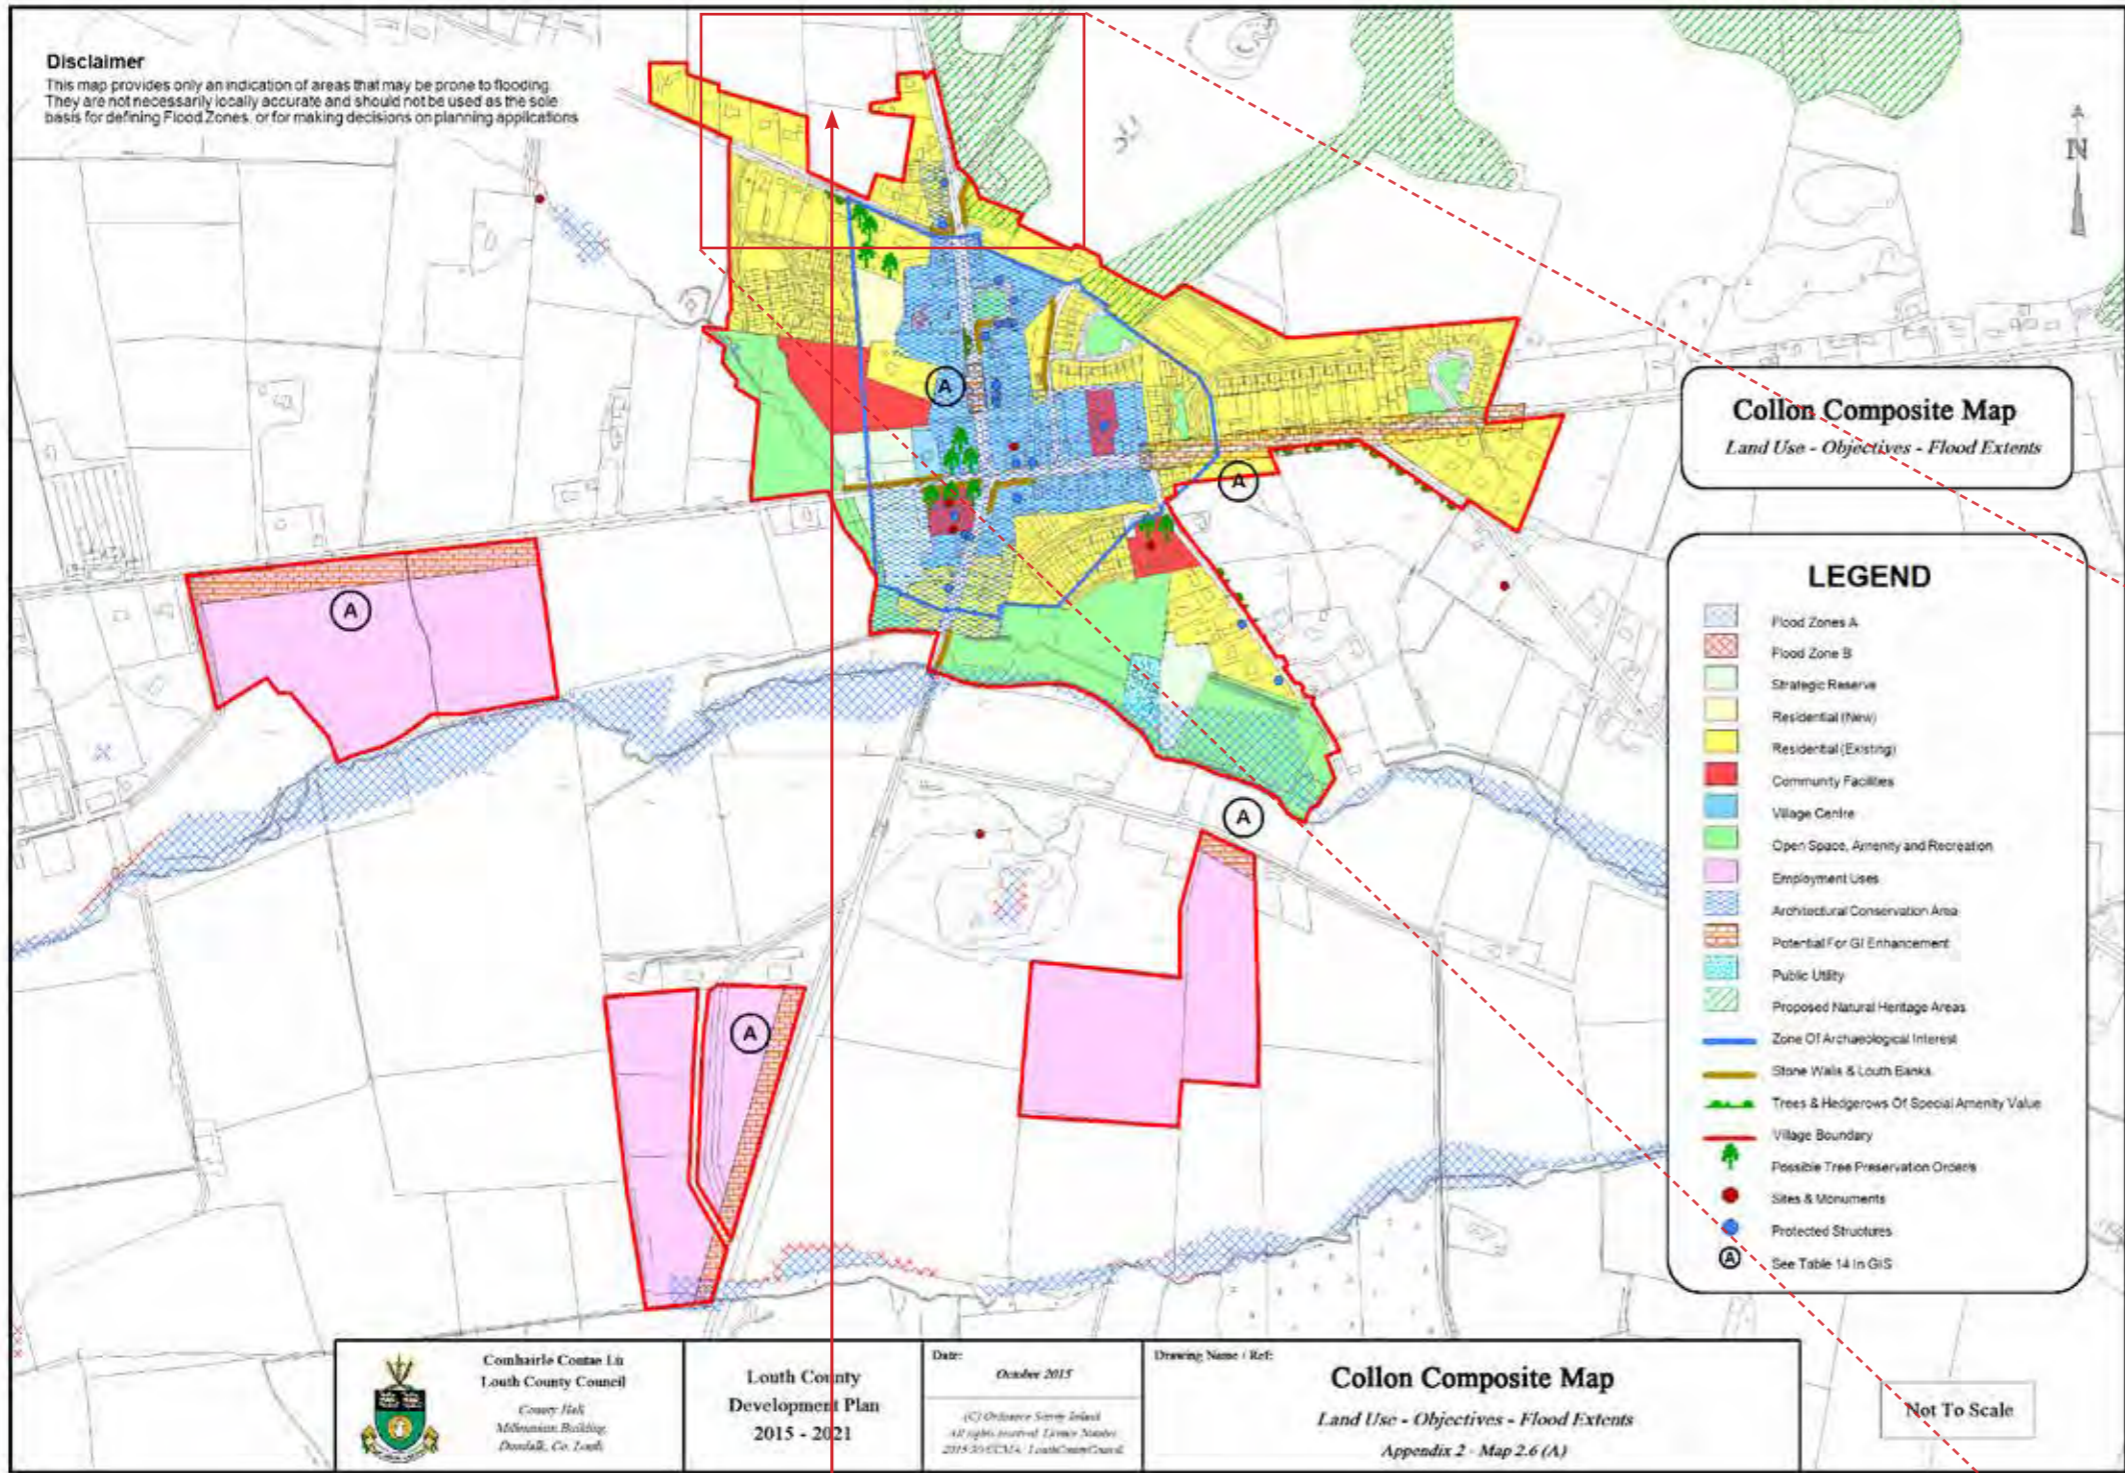 Disclaimer
This map provides only an indication of areas that may be prone to flooding.
They are not necessarily locally accurate and should not be used as the sole
basis for defining Flood Zones, or for making decisions on planning applications
N
Collon Composite Map
Land Use - Objectives - Flood Extents
A
A
A
A
A
LEGEND
Flood Zones A
Flood Zone B
Strategic Reserve
Residential (New)
Residential (Existing)
Community Facilities
Village Centre
Open Space, Amenity and Recreation
Employment Uses
Architectural Conservation Area
Potential For GI Enhancement
Public Utility
Proposed Natural Heritage Areas
Zone Of Archaeological Interest
Stone Walls & Louth Banks
Trees & Hedgerows Of Special Amenity Value
Village Boundary
Possible Tree Preservation Orders
Sites & Monuments
Protected Structures
A See Table 14 In GIS
Comhairle Contae Lú
Louth County Council
County Hall
Millennium Building
Dundalk, Co. Louth
Louth County
Development Plan
2015 - 2021
Date:
October 2015
(C) Ordnance Survey Ireland
All rights reserved. Licence Number
Drawing Name / Ref:
Collon Composite Map
Land Use - Objectives - Flood Extents
Appendix 2 - Map 2.6 (A)
Not To Scale